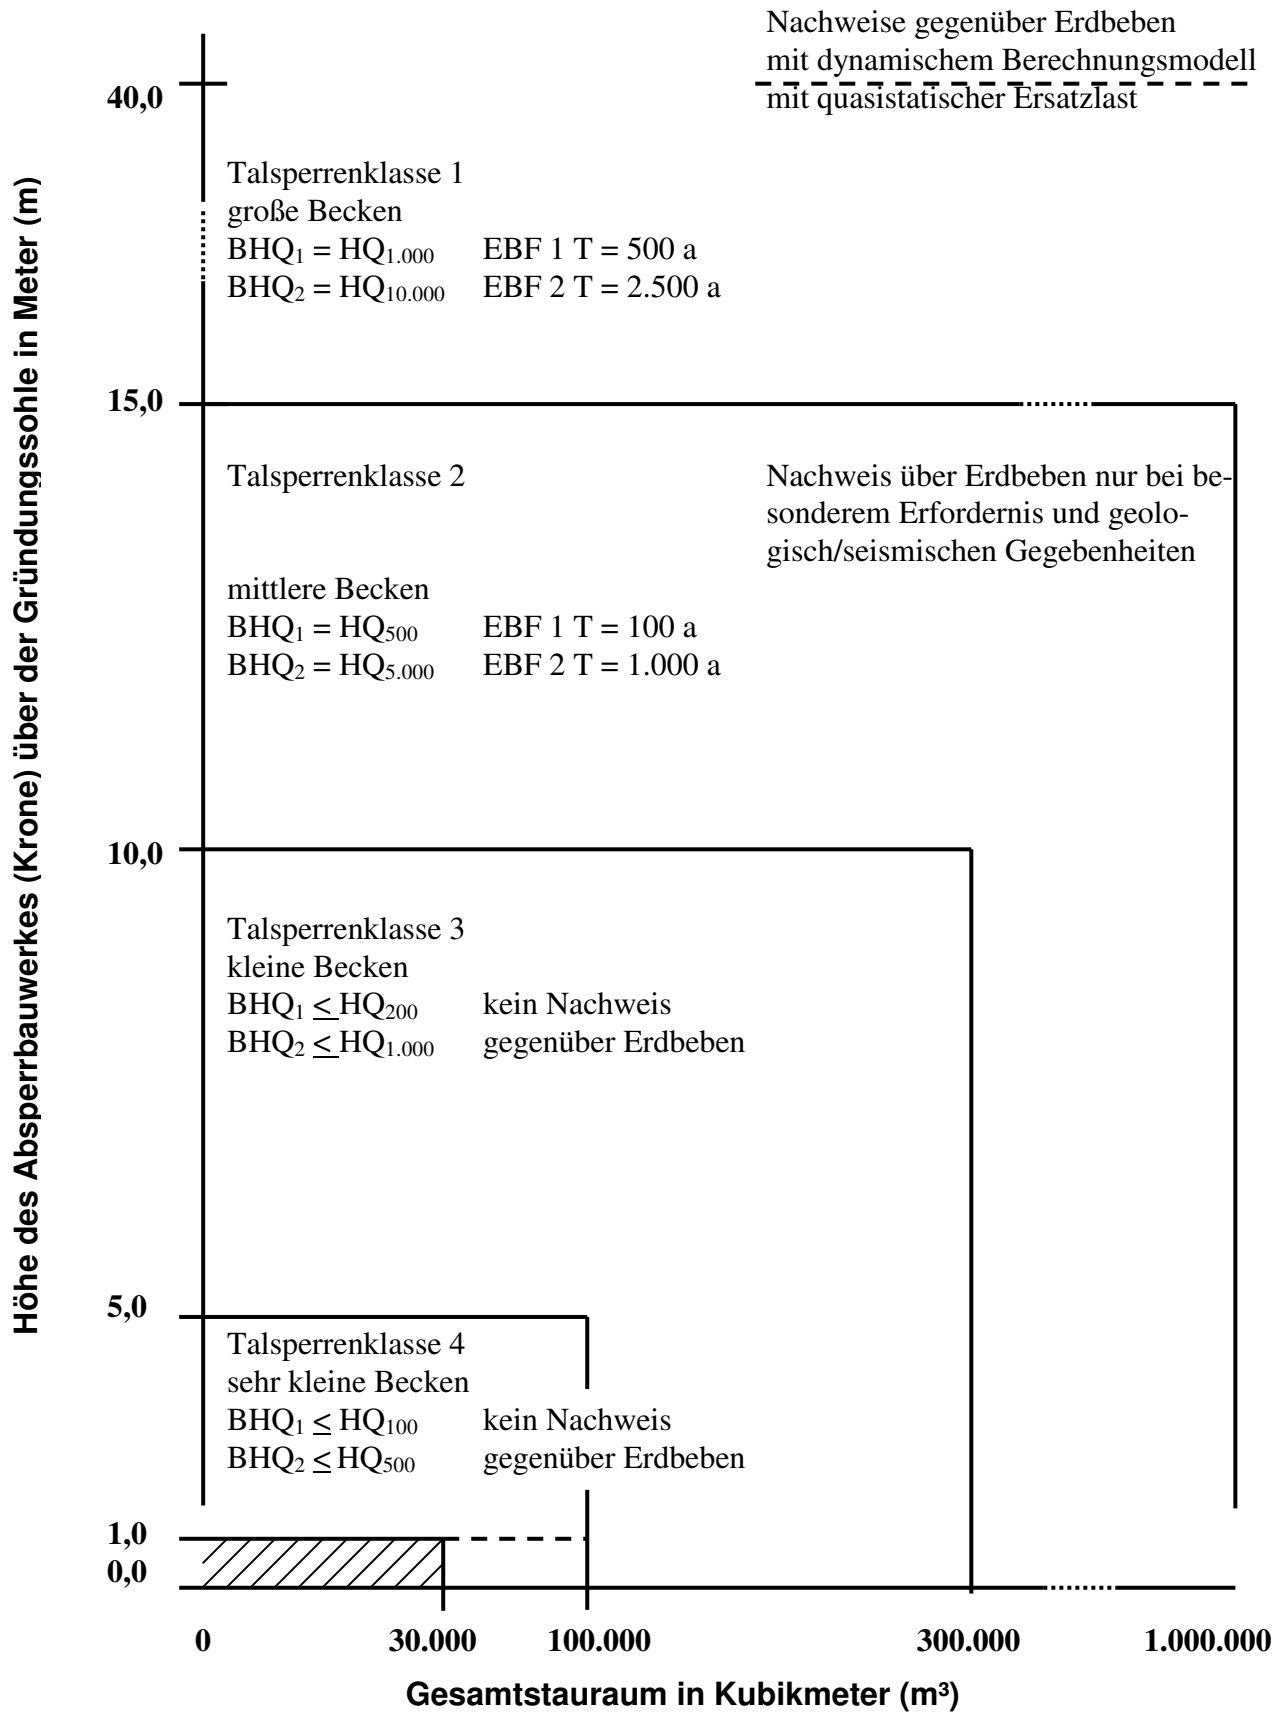 Nachweise gegenüber Erdbeben
mit dynamischem Berechnungsmodell
mit quasistatischer Ersatzlast
Höhe des Absperrbauwerkes (Krone) über der Gründungssohle in Meter (m)
40,0
Talsperrenklasse 1
große Becken
BHQ₁ = HQ₁.₀₀₀ EBF 1 T = 500 a
BHQ₂ = HQ₁₀.₀₀₀ EBF 2 T = 2.500 a
15,0
Talsperrenklasse 2
Nachweis über Erdbeben nur bei be-
sonderem Erfordernis und geolo-
gisch/seismischen Gegebenheiten
mittlere Becken
BHQ₁ = HQ₅₀₀ EBF 1 T = 100 a
BHQ₂ = HQ₅.₀₀₀ EBF 2 T = 1.000 a
10,0
Talsperrenklasse 3
kleine Becken
BHQ₁ ≤ HQ₂₀₀ kein Nachweis
BHQ₂ ≤ HQ₁.₀₀₀ gegenüber Erdbeben
5,0
Talsperrenklasse 4
sehr kleine Becken
BHQ₁ ≤ HQ₁₀₀ kein Nachweis
BHQ₂ ≤ HQ₅₀₀ gegenüber Erdbeben
1,0
0,0
0 30.000 100.000 300.000 1.000.000
Gesamtstauraum in Kubikmeter (m³)